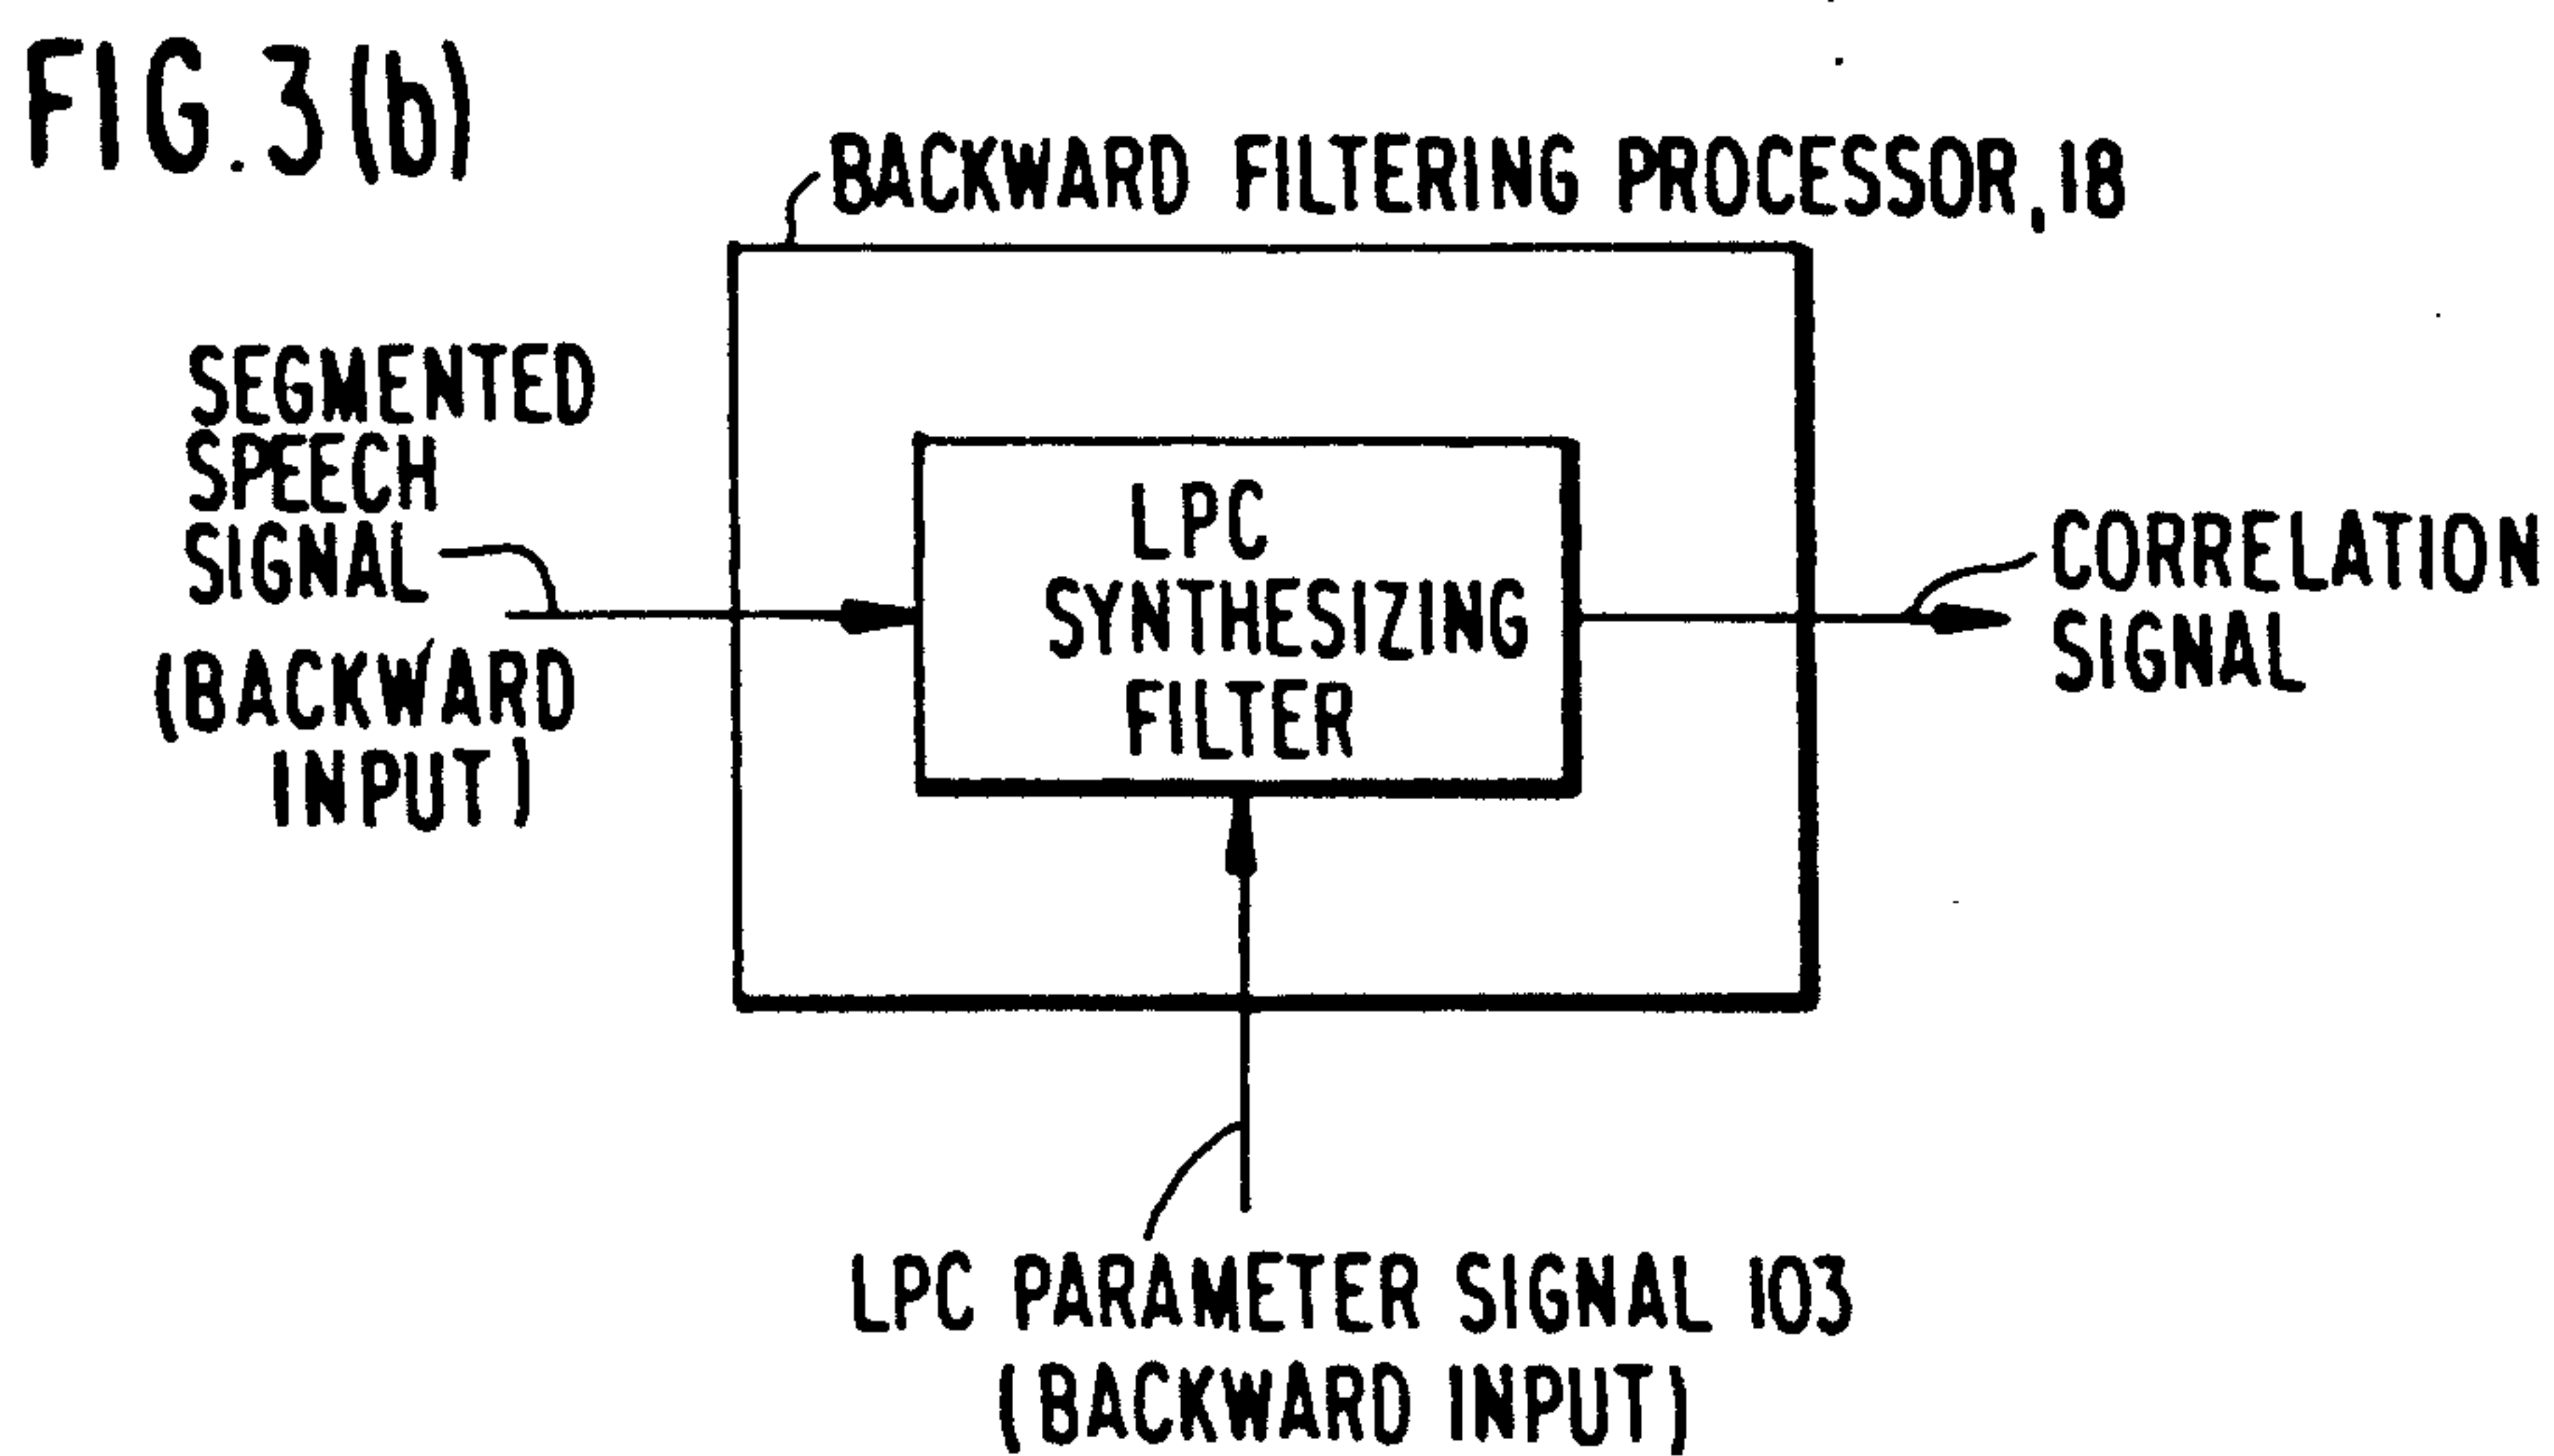 FIG. 3(b)
BACKWARD FILTERING PROCESSOR, 18
SEGMENTED
SPEECH
SIGNAL
(BACKWARD
INPUT)
LPC
SYNTHESIZING
FILTER
CORRELATION
SIGNAL
LPC PARAMETER SIGNAL 103
(BACKWARD INPUT)